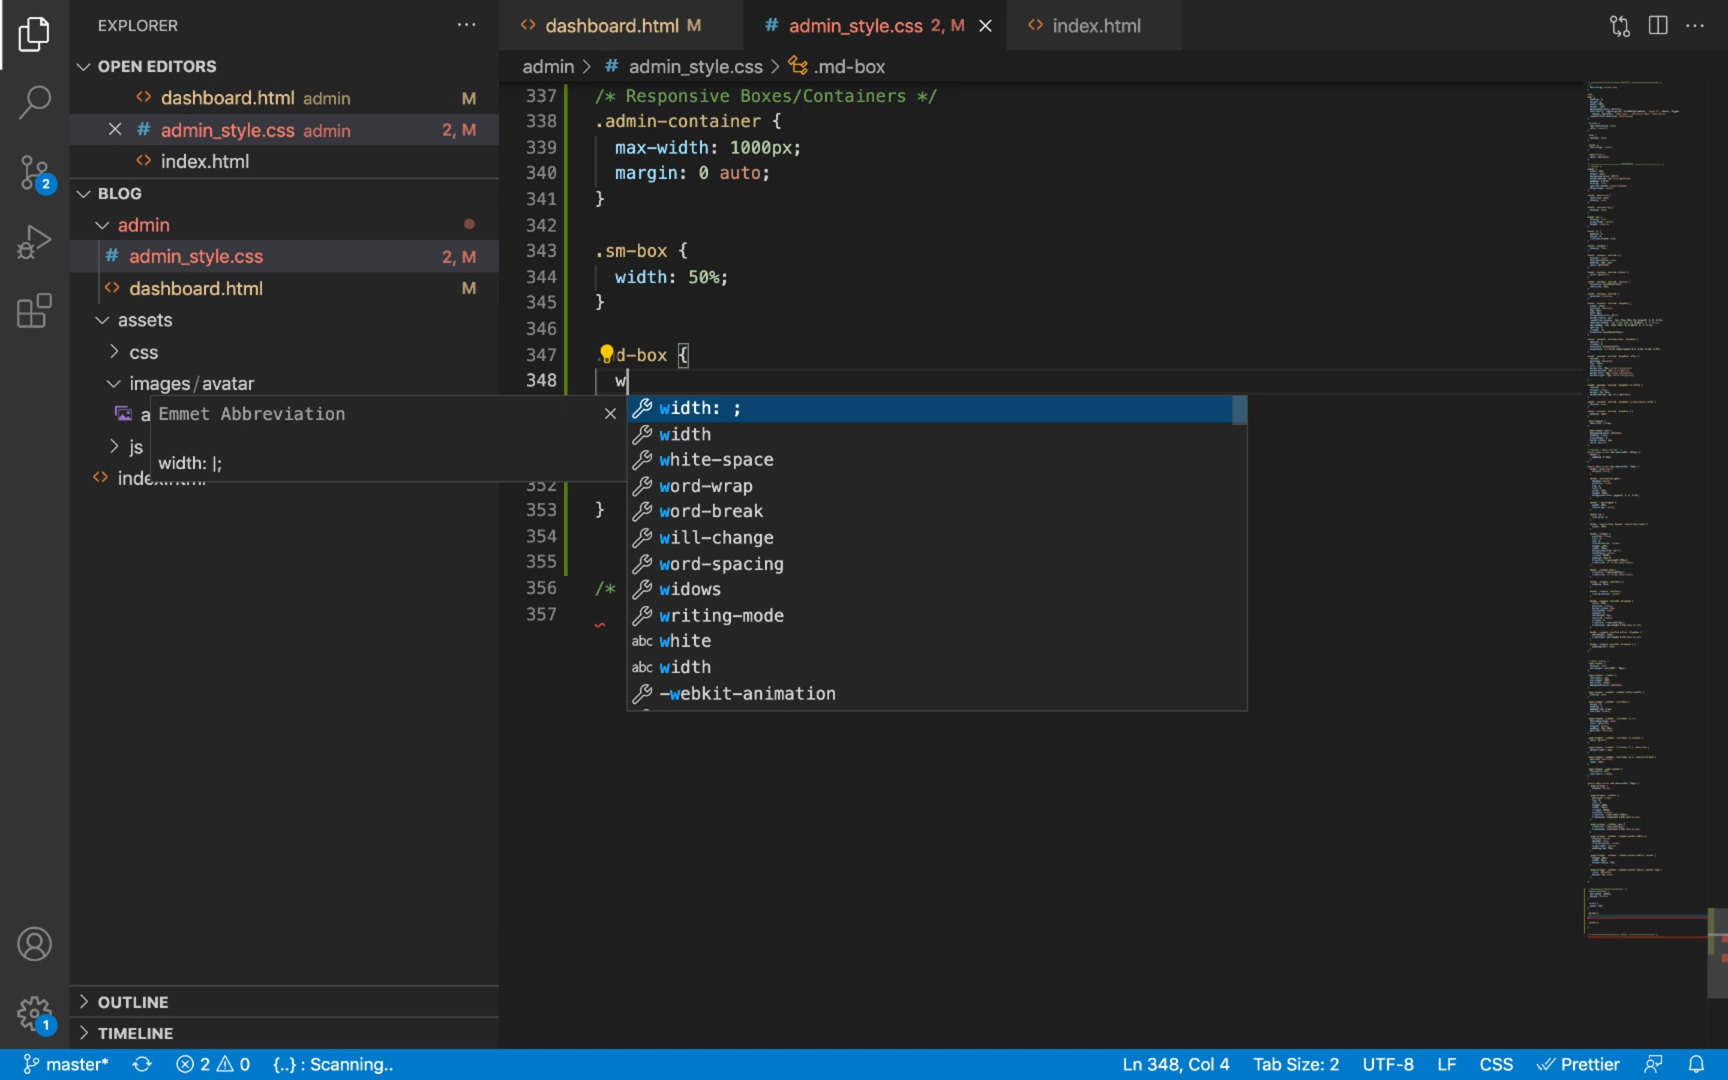 EXPLORER
OPEN EDITORS
dashboard.html admin M
admin_style.css admin 2, M
index.html
BLOG
admin
admin_style.css 2, M
dashboard.html M
assets
css
images/avatar
a
js
Emmet Abbreviation
width: |;
OUTLINE
TIMELINE
2
1
dashboard.html M
# admin_style.css 2, M
index.html
admin > # admin_style.css > .md-box
337 /* Responsive Boxes/Containers */
338 .admin-container {
339 max-width: 1000px;
340 margin: 0 auto;
341 }
342
343 .sm-box {
344 width: 50%;
345 }
346
347 d-box {
348 w
352
353 }
354
355
356 /*
357
width: ;
width
white-space
word-wrap
word-break
will-change
word-spacing
widows
writing-mode
abc white
abc width
-webkit-animation
master* 2 0 {..} : Scanning.. Ln 348, Col 4 Tab Size: 2 UTF-8 LF CSS Prettier